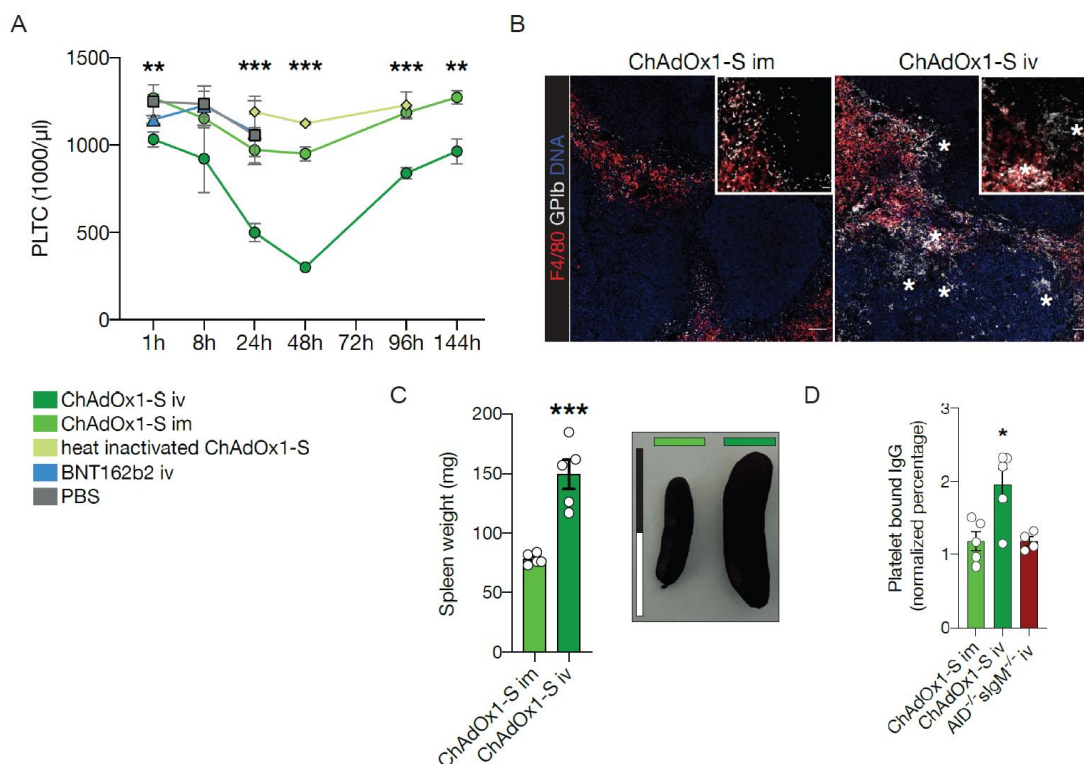 A
1500
1000
500
0
PLTC (1000/µl)
** *** *** *** **
1h 8h 24h 48h 72h 96h 144h
ChAdOx1-S iv
ChAdOx1-S im
heat inactivated ChAdOx1-S
BNT162b2 iv
PBS
B
ChAdOx1-S im ChAdOx1-S iv
F4/80 GPIb DNA
* * * * * * *
C
200
150
100
50
0
Spleen weight (mg)
***
ChAdOx1-S im
ChAdOx1-S iv
D
3
2
1
0
Platelet bound IgG
(normalized percentage)
*
ChAdOx1-S im
ChAdOx1-S iv
AID-/-sIgM-/- iv